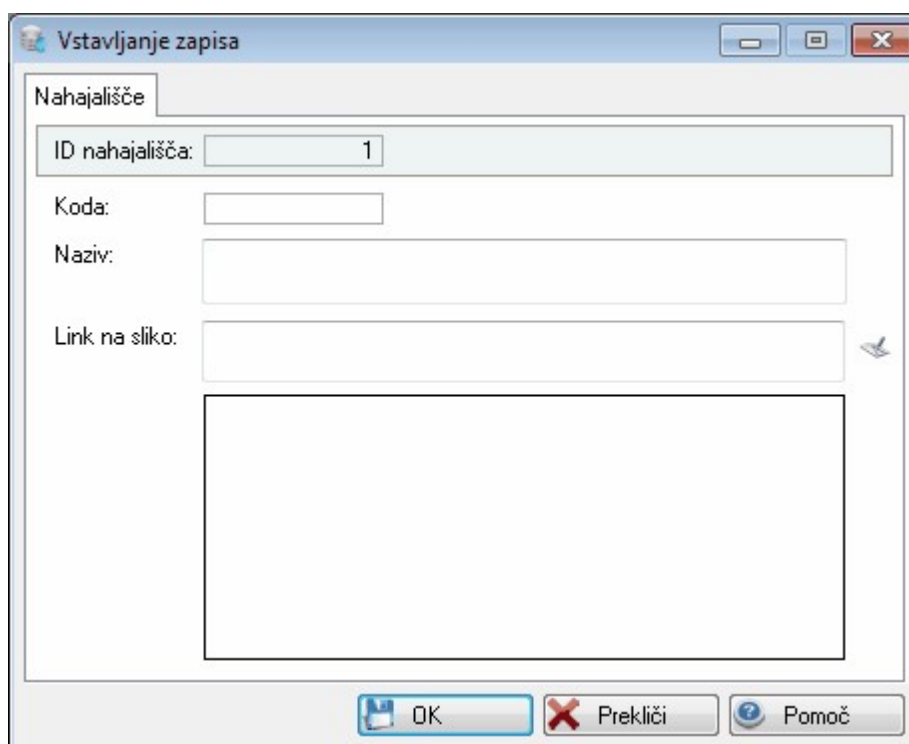 Vstavljanje zapisa
Nahajališče
ID nahajališča: 1
Koda:
Naziv:
Link na sliko:
OK Prekliči Pomoč